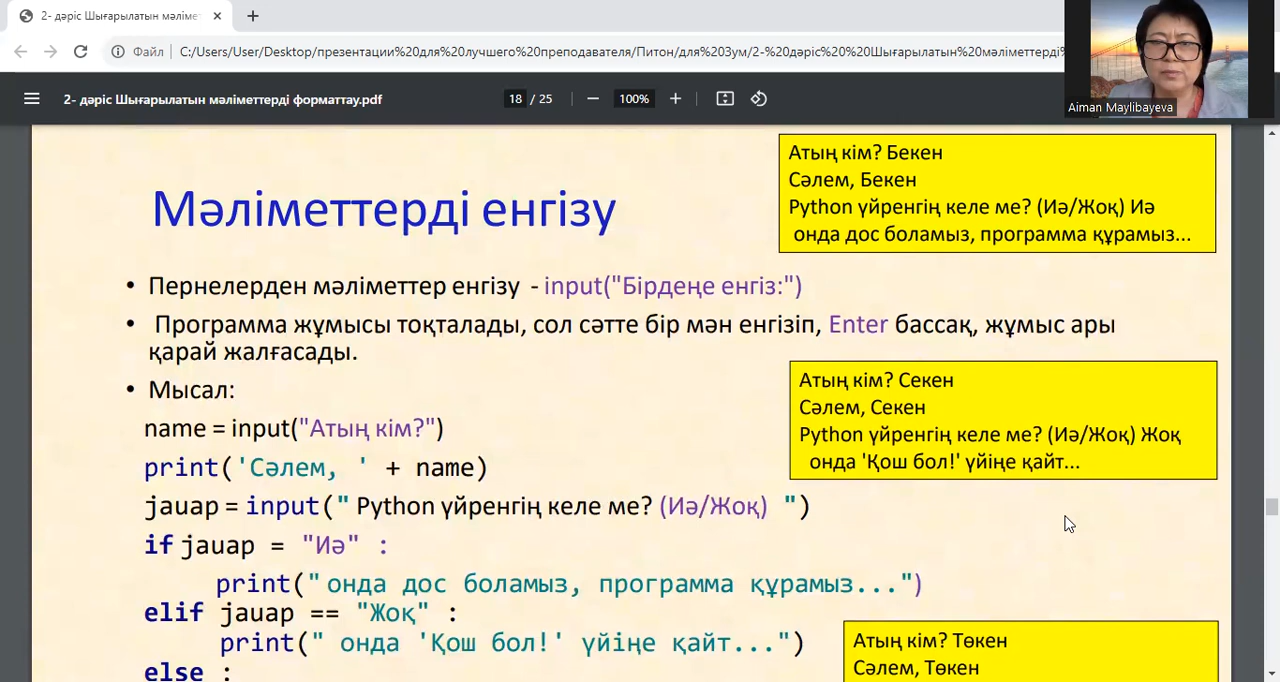 2- дәріс Шығарылатын мәліме
Файл
C:/Users/User/Desktop/презентации%20для%20лучшего%20преподавателя/Питон/для%20Зум/2-%20дәріс%20%20Шығарылатын%20мәліметтерді%
Aiman Maylibayeva
2- дәріс Шығарылатын мәліметтерді форматтау.pdf
18 / 25
100%
Атың кім? Бекен
Сәлем, Бекен
Python үйренгің келе ме? (Иә/Жоқ) Иә
онда дос боламыз, программа құрамыз...
Мәліметтерді енгізу
• Пернелерден мәліметтер енгізу - input("Бірдеңе енгіз:")
• Программа жұмысы тоқталады, сол сәтте бір мән енгізіп, Enter бассақ, жұмыс ары
қарай жалғасады.
• Мысал:
Атың кім? Секен
Сәлем, Секен
Python үйренгің келе ме? (Иә/Жоқ) Жоқ
онда 'Қош бол!' үйіңе қайт...
name = input("Атың кім?")
print('Сәлем, ' + name)
jauap = input(" Python үйренгің келе ме? (Иә/Жоқ) ")
if jauap = "Иә" :
print(" онда дос боламыз, программа құрамыз...")
elif jauap == "Жоқ" :
print(" онда 'Қош бол!' үйіңе қайт...")
else :
Атың кім? Төкен
Сәлем, Төкен